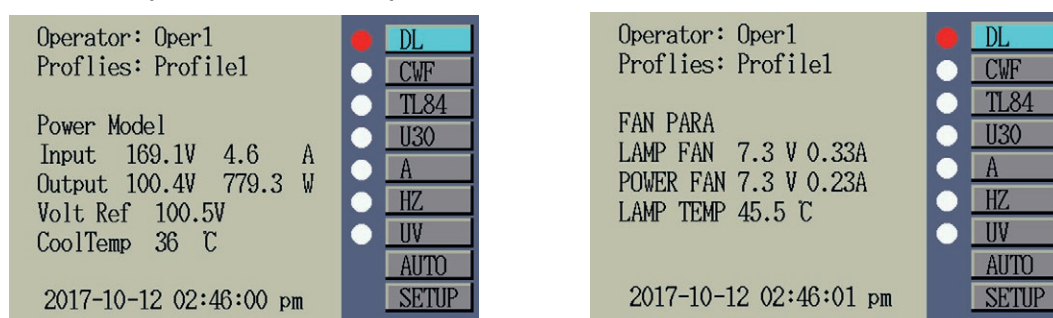 Operator: Oper1
Proflies: Profile1
Power Model
Input 169.1V 4.6 A
Output 100.4V 779.3 W
Volt Ref 100.5V
CoolTemp 36 ℃
2017-10-12 02:46:00 pm
DL
CWF
TL84
U30
A
HZ
UV
AUTO
SETUP
Operator: Oper1
Proflies: Profile1
FAN PARA
LAMP FAN 7.3 V 0.33A
POWER FAN 7.3 V 0.23A
LAMP TEMP 45.5 ℃
2017-10-12 02:46:01 pm
DL
CWF
TL84
U30
A
HZ
UV
AUTO
SETUP